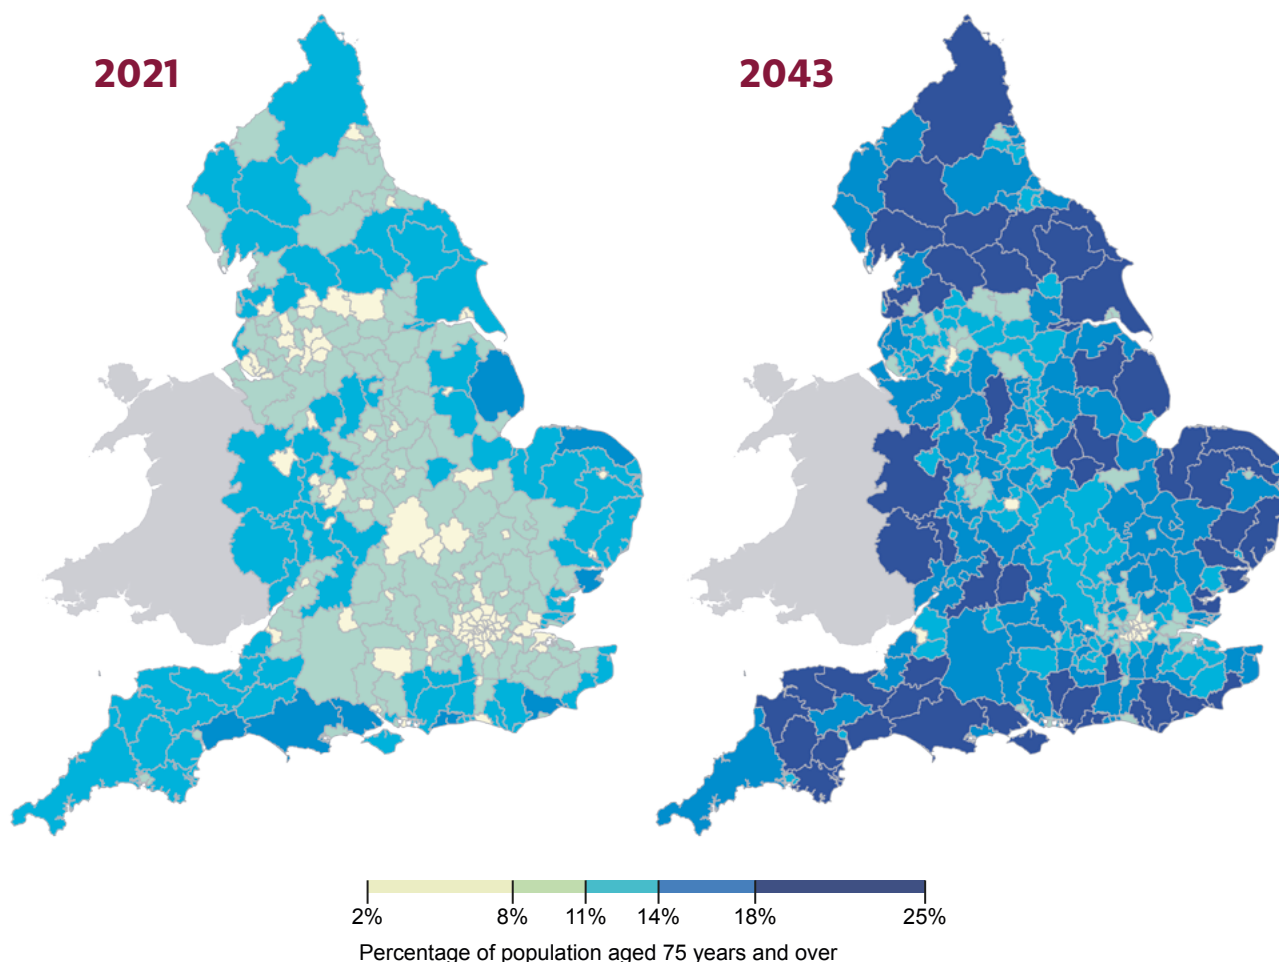 2021
2043
2% 8% 11% 14% 18% 25%
Percentage of population aged 75 years and over